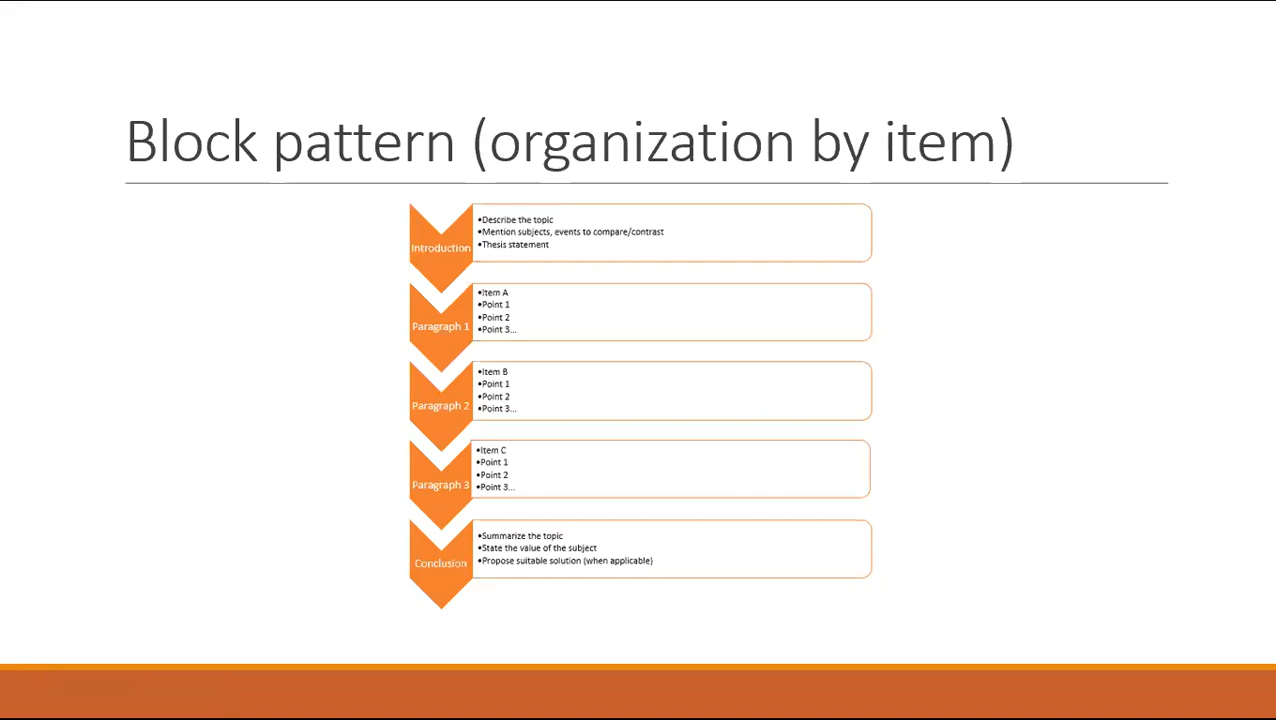 Block pattern (organization by item)
Introduction
•Describe the topic
•Mention subjects, events to compare/contrast
•Thesis statement
Paragraph 1
•Item A
•Point 1
•Point 2
•Point 3...
Paragraph 2
•Item B
•Point 1
•Point 2
•Point 3...
Paragraph 3
•Item C
•Point 1
•Point 2
•Point 3...
Conclusion
•Summarize the topic
•State the value of the subject
•Propose suitable solution (when applicable)